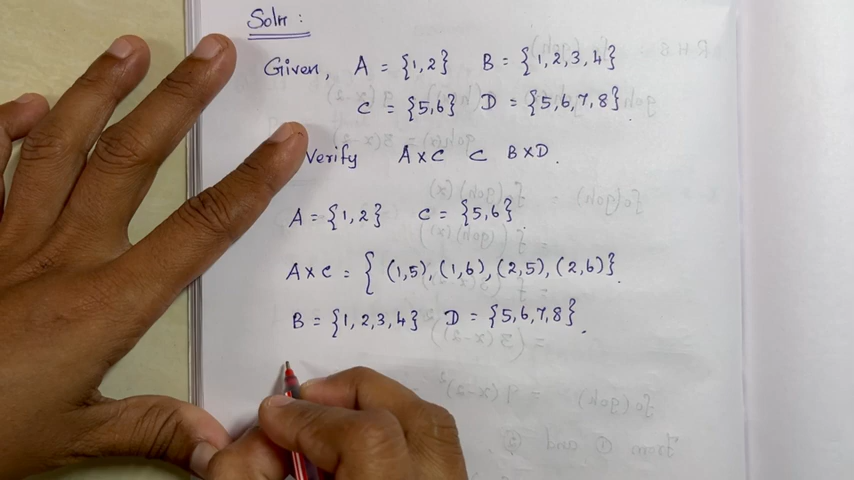 Soln :
Given, A = {1,2} B = {1,2,3,4}
C = {5,6} D = {5,6,7,8}.
Verify A×C ⊂ B×D.
A = {1,2} C = {5,6}.
A×C = { (1,5), (1,6), (2,5), (2,6)}.
B = {1,2,3,4} D = {5,6,7,8}.